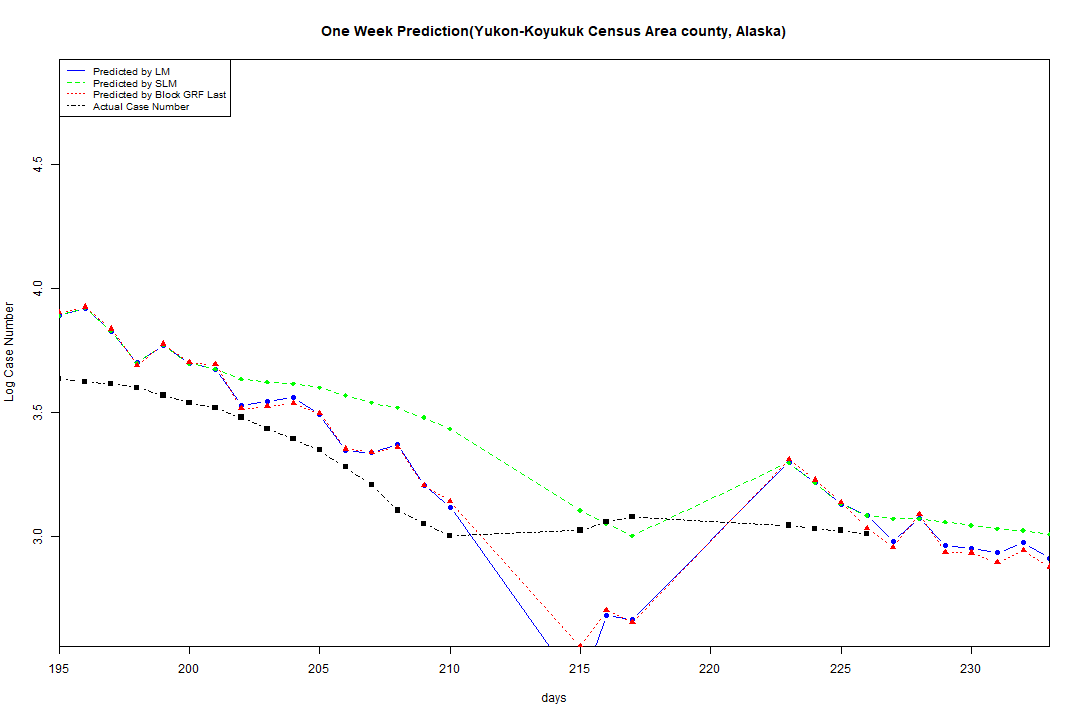 One Week Prediction(Yukon-Koyukuk Census Area county, Alaska)
Predicted by LM
Predicted by SLM
Predicted by Block GRF Last
Actual Case Number
4.5
4.0
3.5
3.0
Log Case Number
195 200 205 210 215 220 225 230
days